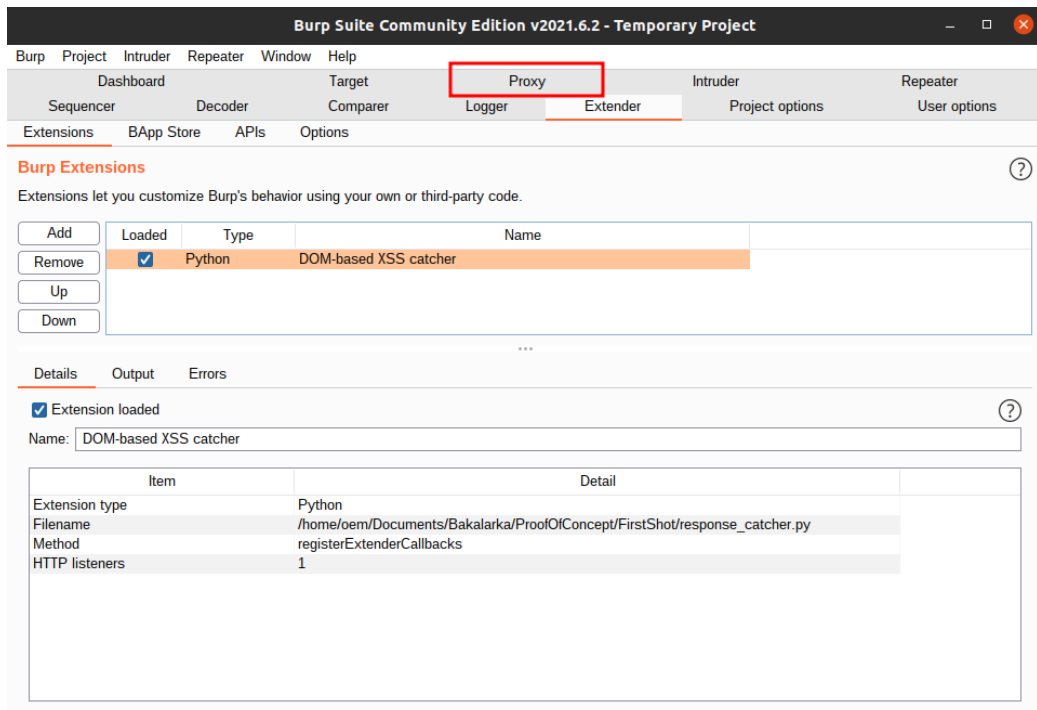 Burp Suite Community Edition v2021.6.2 - Temporary Project
Burp Project Intruder Repeater Window Help
Dashboard Target Proxy Intruder Repeater
Sequencer Decoder Comparer Logger Extender Project options User options
Extensions BApp Store APIs Options
Burp Extensions
?
Extensions let you customize Burp's behavior using your own or third-party code.
Add
Remove
Up
Down
Loaded Type Name
Python DOM-based XSS catcher
Details Output Errors
Extension loaded
?
Name: DOM-based XSS catcher
Item Detail
Extension type Python
Filename /home/oem/Documents/Bakalarka/ProofOfConcept/FirstShot/response_catcher.py
Method registerExtenderCallbacks
HTTP listeners 1